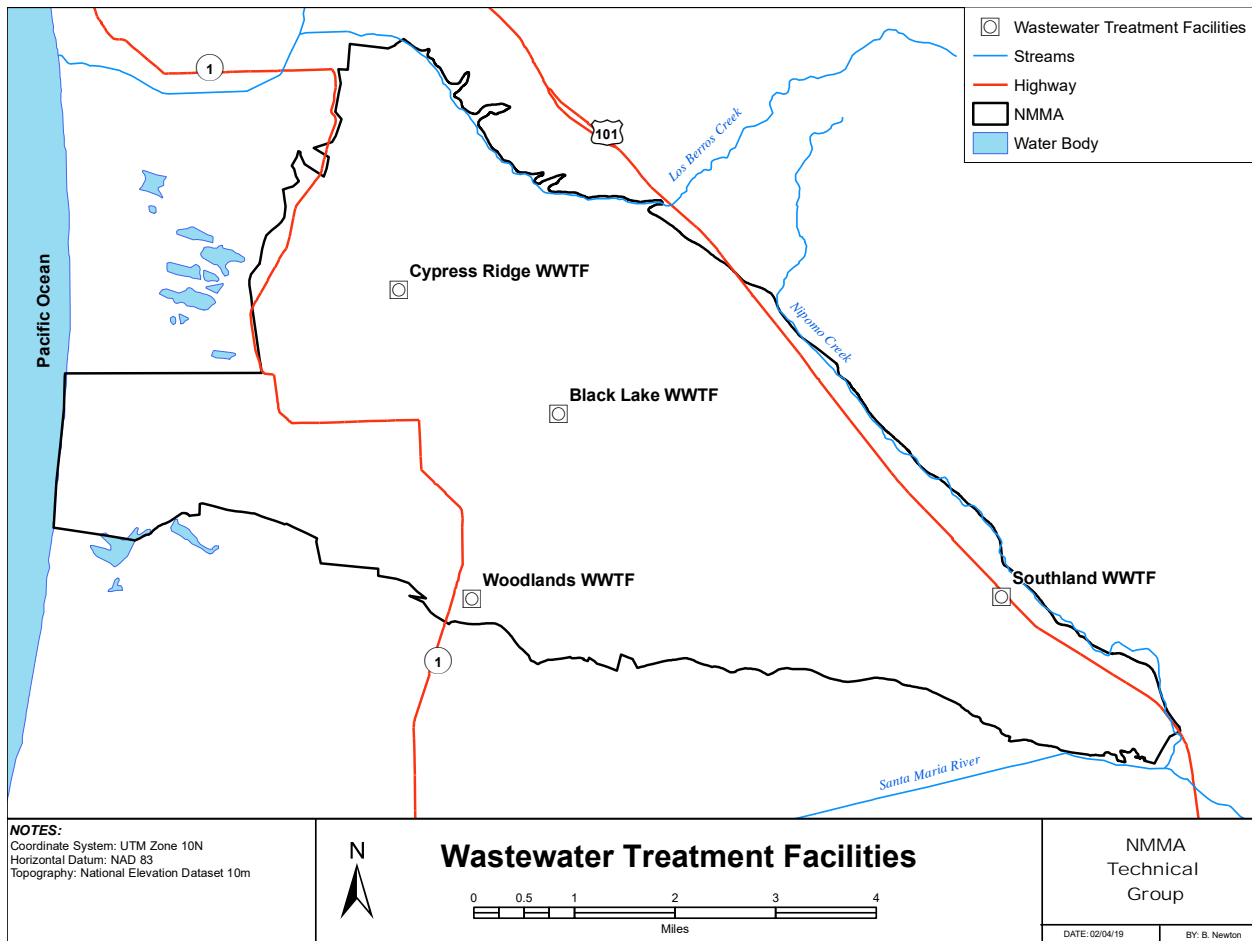 Wastewater Treatment Facilities
Streams
Highway
NMMA
Water Body
1
101
Los Berros Creek
Cypress Ridge WWTF
Pacific Ocean
Nipomo Creek
Black Lake WWTF
Woodlands WWTF
Southland WWTF
1
Santa Maria River
NOTES:
Coordinate System: UTM Zone 10N
Horizontal Datum: NAD 83
Topography: National Elevation Dataset 10m
N
Wastewater Treatment Facilities
0 0.5 1 2 3 4
Miles
NMMA
Technical
Group
DATE: 02/04/19
BY: B. Newton